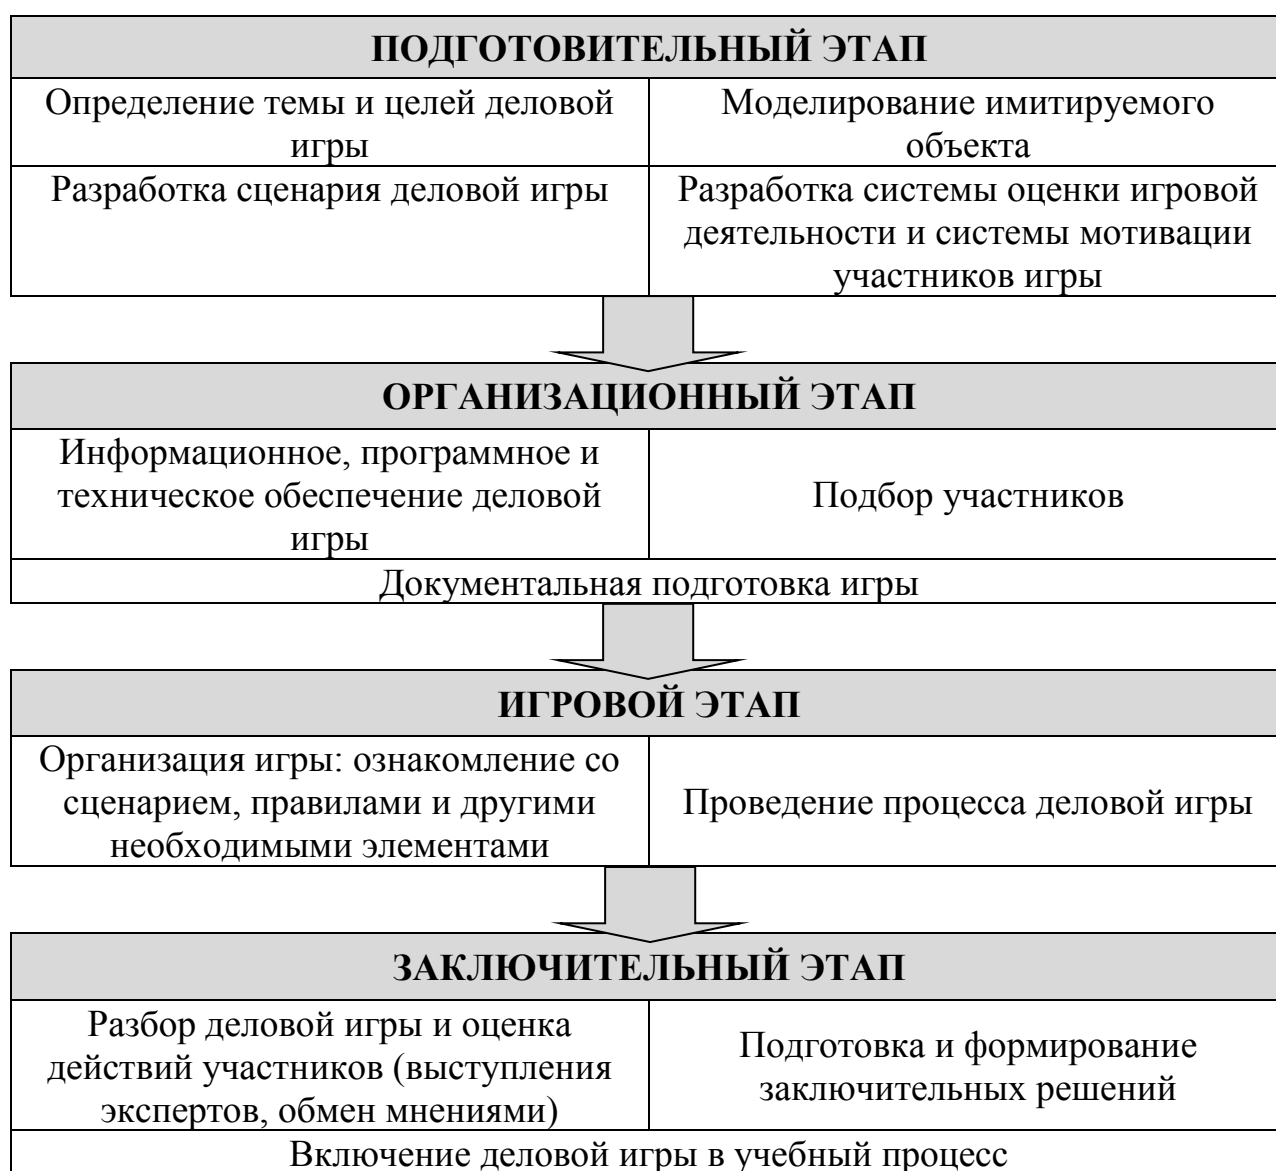 ПОДГОТОВИТЕЛЬНЫЙ ЭТАП
Определение темы и целей деловой
игры
Моделирование имитируемого
объекта
Разработка сценария деловой игры
Разработка системы оценки игровой
деятельности и системы мотивации
участников игры
ОРГАНИЗАЦИОННЫЙ ЭТАП
Информационное, программное и
техническое обеспечение деловой
игры
Подбор участников
Документальная подготовка игры
ИГРОВОЙ ЭТАП
Организация игры: ознакомление со
сценарием, правилами и другими
необходимыми элементами
Проведение процесса деловой игры
ЗАКЛЮЧИТЕЛЬНЫЙ ЭТАП
Разбор деловой игры и оценка
действий участников (выступления
экспертов, обмен мнениями)
Подготовка и формирование
заключительных решений
Включение деловой игры в учебный процесс